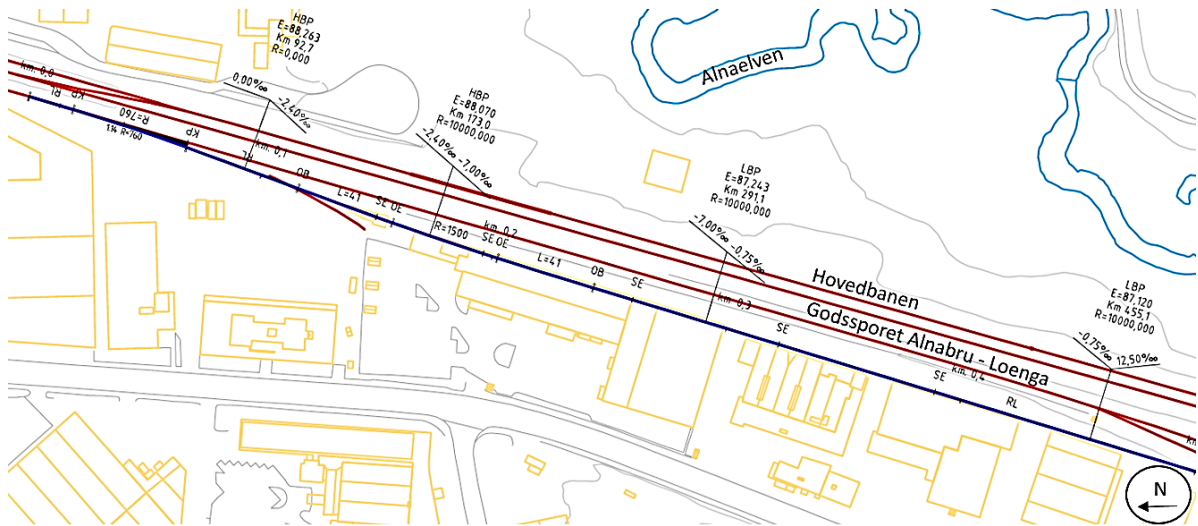 HBP
E=88,263
Km 92,7
R=0,000
0,00‰
-2,40‰
HBP
E=88,070
Km 173,0
R=10000,000
-2,40‰
-7,00‰
LBP
E=87,243
Km 291,1
R=10000,000
-7,00‰
-0,75‰
LBP
E=87,120
Km 455,1
R=10000,000
-0,75‰
12,50‰
Alnaelven
Hovedbanen
Godssporet Alnabru - Loenga
km. 0,0
RL
KP
R=760
1:14 R=760
KP
RL
km. 0,1
OB
L=41
SE OE
R=1500
km. 0,2
SE OE
L=41
OB
SE
km. 0,3
SE
SE
km. 0,4
RL
km
N